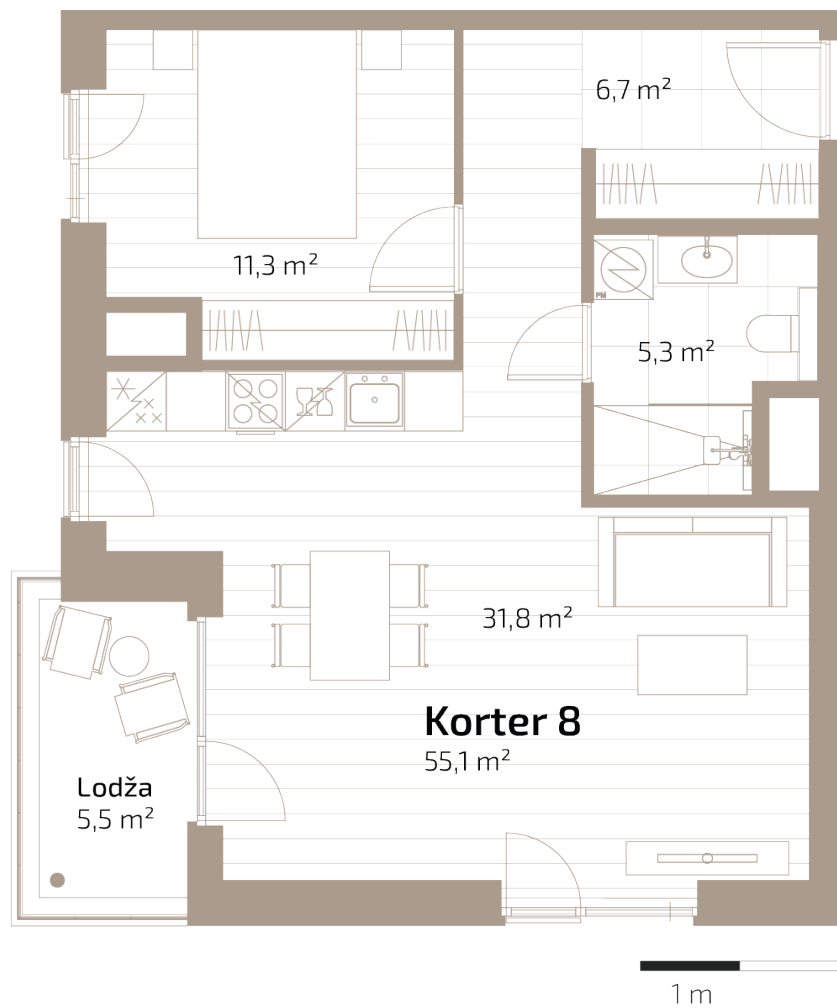 6,7 m²
11,3 m²
PM
5,3 m²
31,8 m²
Korter 8
55,1 m²
Lodža
5,5 m²
1 m